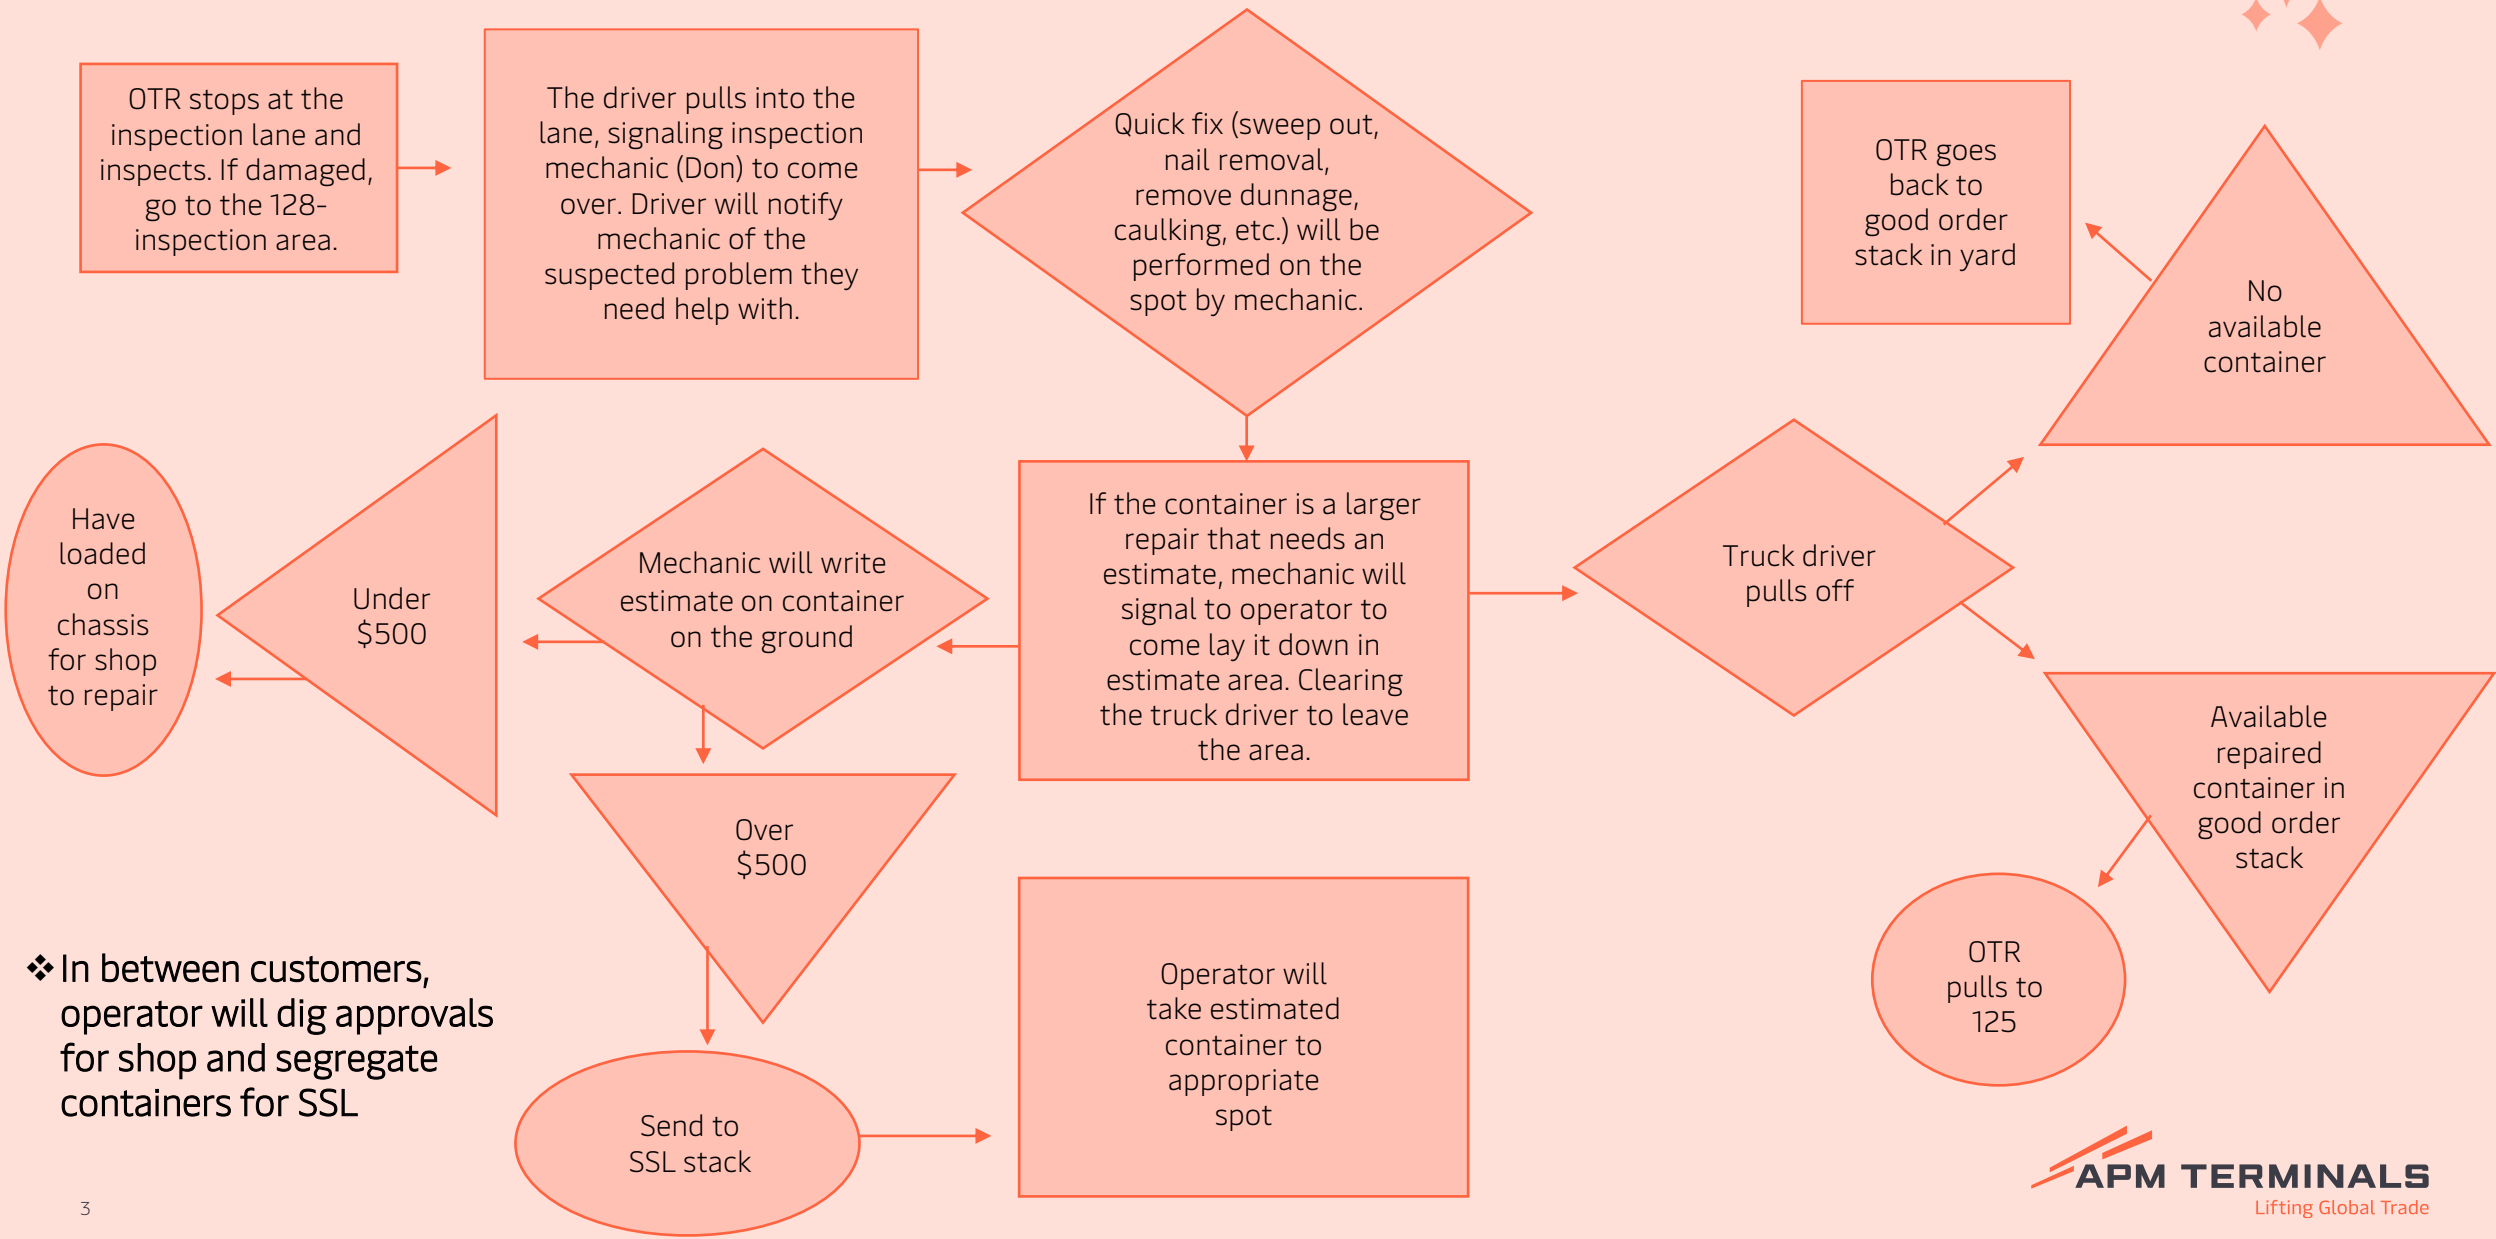 OTR stops at the
inspection lane and
inspects. If damaged,
go to the 128-
inspection area.
The driver pulls into the
lane, signaling inspection
mechanic (Don) to come
over. Driver will notify
mechanic of the
suspected problem they
need help with.
Quick fix (sweep out,
nail removal,
remove dunnage,
caulking, etc.) will be
performed on the
spot by mechanic.
OTR goes
back to
good order
stack in yard
No
available
container
Have
loaded
on
chassis
for shop
to repair
Under
$500
Mechanic will write
estimate on container
on the ground
If the container is a larger
repair that needs an
estimate, mechanic will
signal to operator to
come lay it down in
estimate area. Clearing
the truck driver to leave
the area.
Truck driver
pulls off
Available
repaired
container in
good order
stack
Over
$500
OTR
pulls to
125
❖ In between customers,
operator will dig approvals
for shop and segregate
containers for SSL
Operator will
take estimated
container to
appropriate
spot
Send to
SSL stack
3
APM TERMINALS
Lifting Global Trade